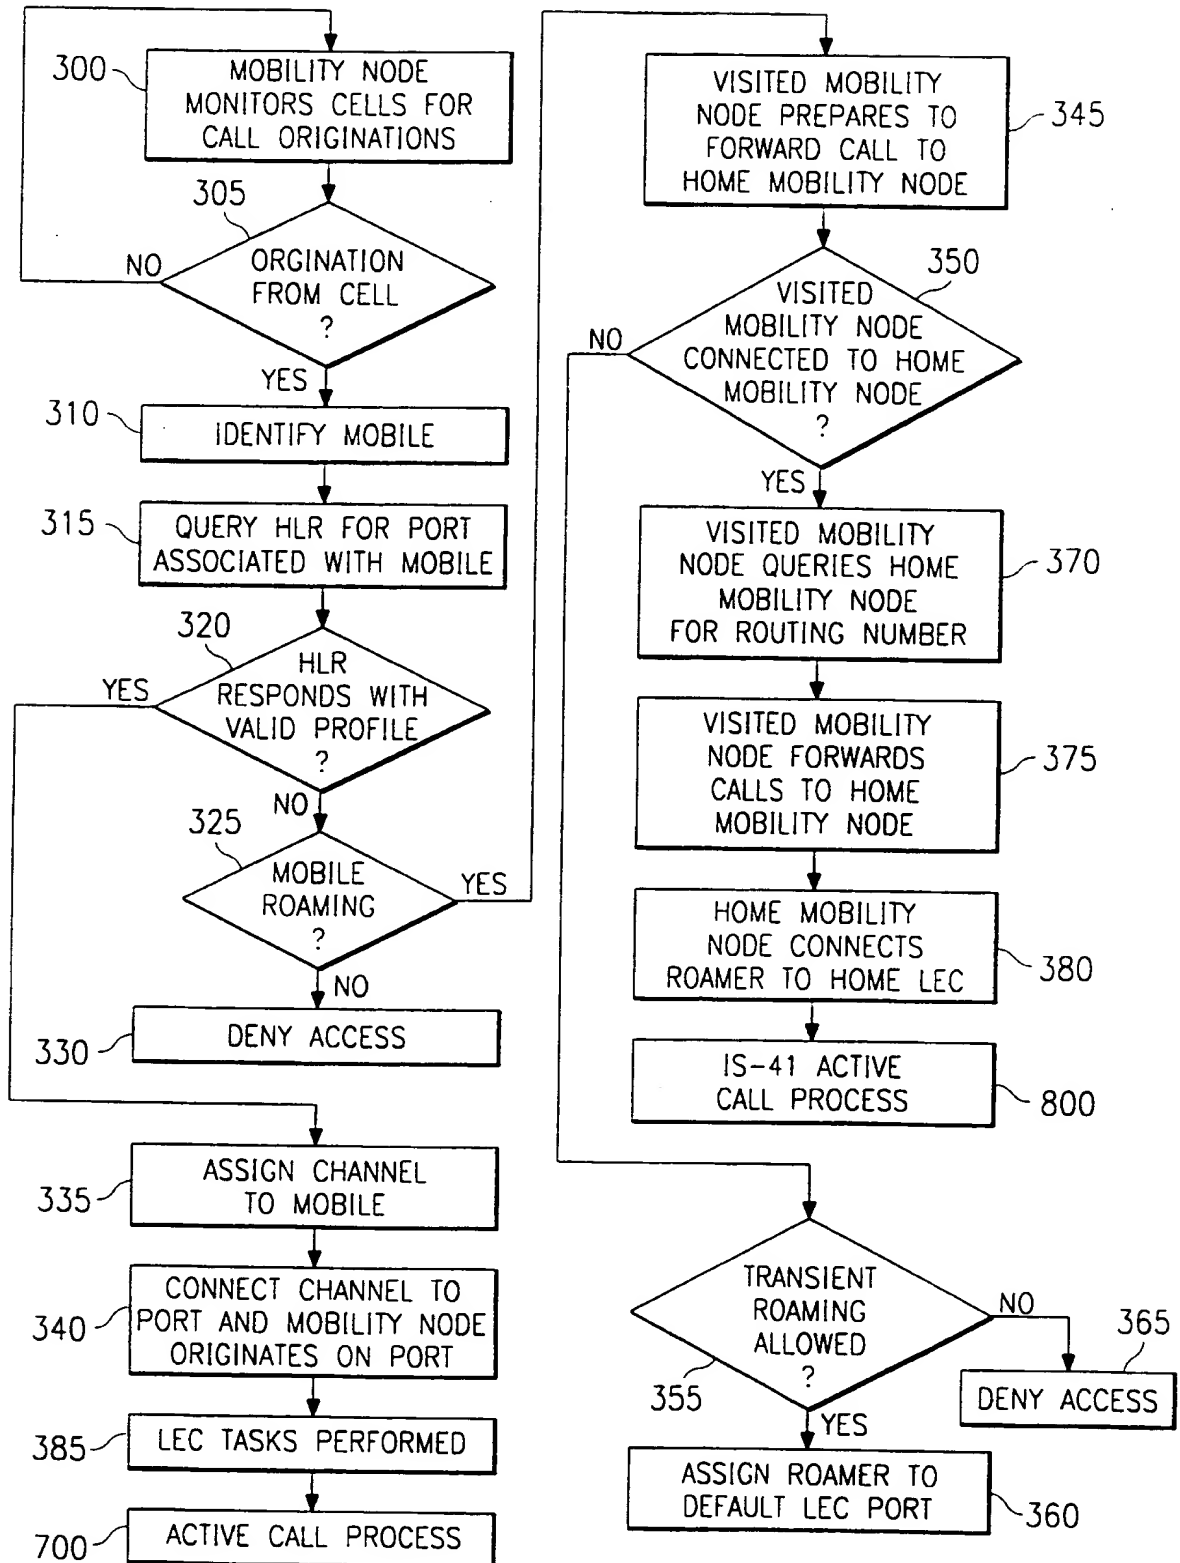 300
MOBILITY NODE
MONITORS CELLS FOR
CALL ORIGINATIONS
305
NO
ORGINATION
FROM CELL
?
YES
310
IDENTIFY MOBILE
315
QUERY HLR FOR PORT
ASSOCIATED WITH MOBILE
320
YES
HLR
RESPONDS WITH
VALID PROFILE
?
NO
325
MOBILE
ROAMING
?
YES
NO
330
DENY ACCESS
335
ASSIGN CHANNEL
TO MOBILE
340
CONNECT CHANNEL TO
PORT AND MOBILITY NODE
ORIGINATES ON PORT
385
LEC TASKS PERFORMED
700
ACTIVE CALL PROCESS
VISITED MOBILITY
NODE PREPARES TO
FORWARD CALL TO
HOME MOBILITY NODE
345
350
NO
VISITED
MOBILITY NODE
CONNECTED TO HOME
MOBILITY NODE
?
YES
VISITED MOBILITY
NODE QUERIES HOME
MOBILITY NODE
FOR ROUTING NUMBER
370
VISITED MOBILITY
NODE FORWARDS
CALLS TO HOME
MOBILITY NODE
375
HOME MOBILITY
NODE CONNECTS
ROAMER TO HOME LEC
380
IS-41 ACTIVE
CALL PROCESS
800
TRANSIENT
ROAMING
ALLOWED
?
NO
355
365
DENY ACCESS
YES
ASSIGN ROAMER TO
DEFAULT LEC PORT
360